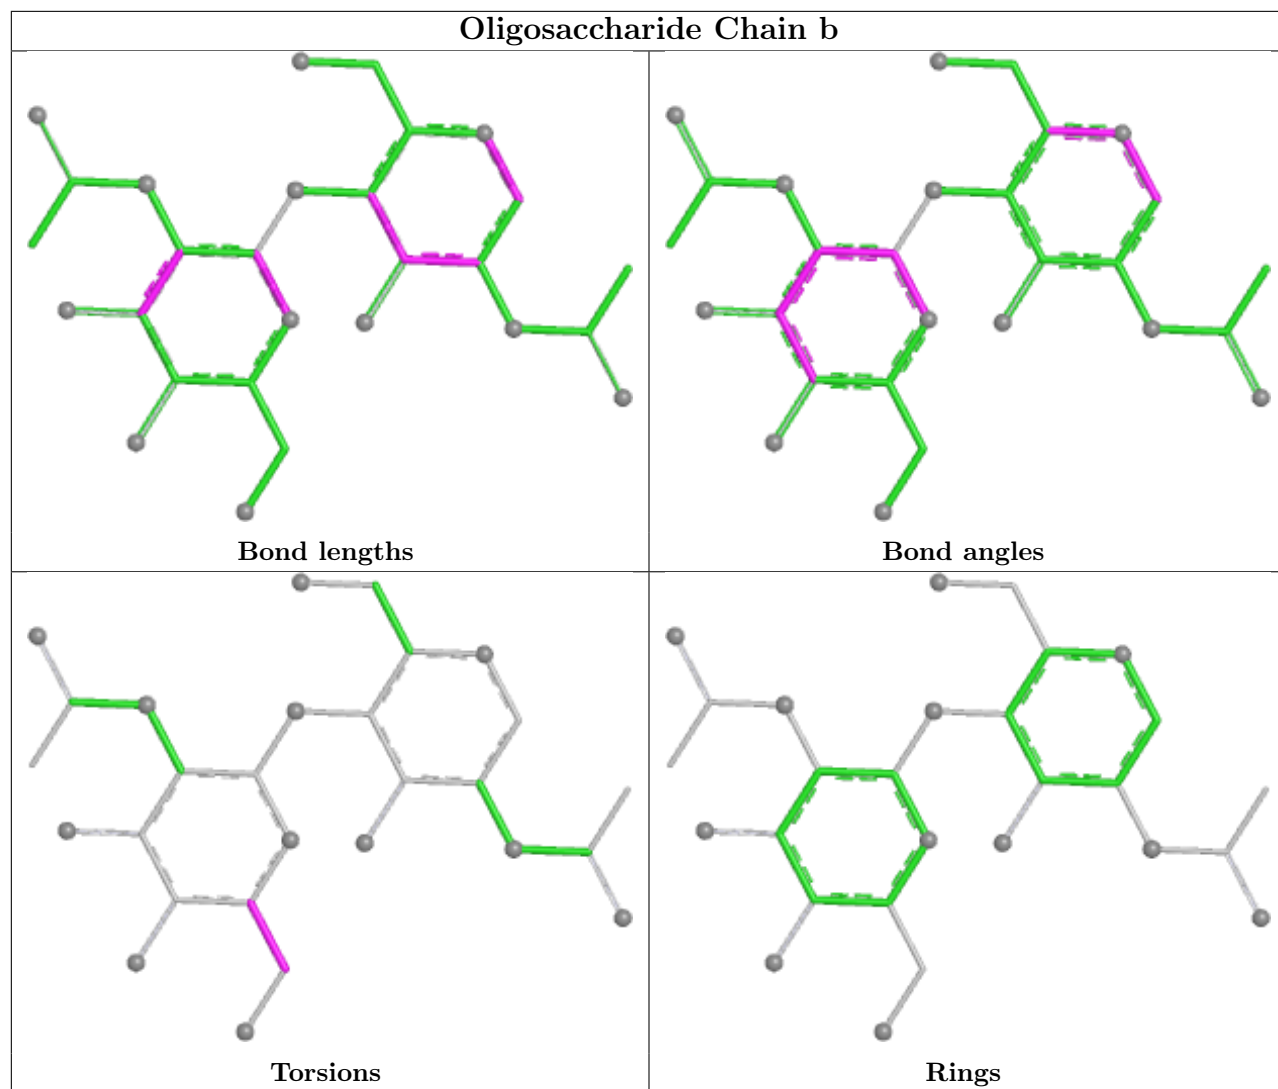 Oligosaccharide Chain b
Bond lengths
Bond angles
Torsions
Rings